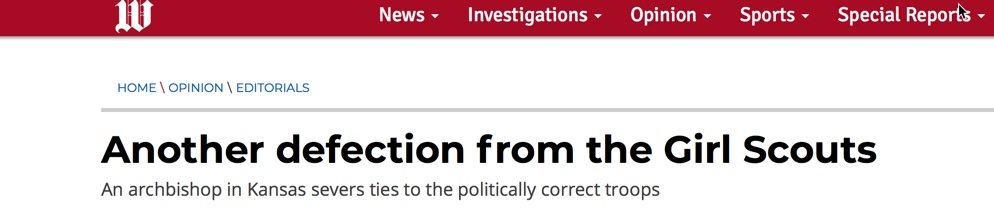 W
News Investigations Opinion Sports Special Reports
HOME \ OPINION \ EDITORIALS
Another defection from the Girl Scouts
An archbishop in Kansas severs ties to the politically correct troops